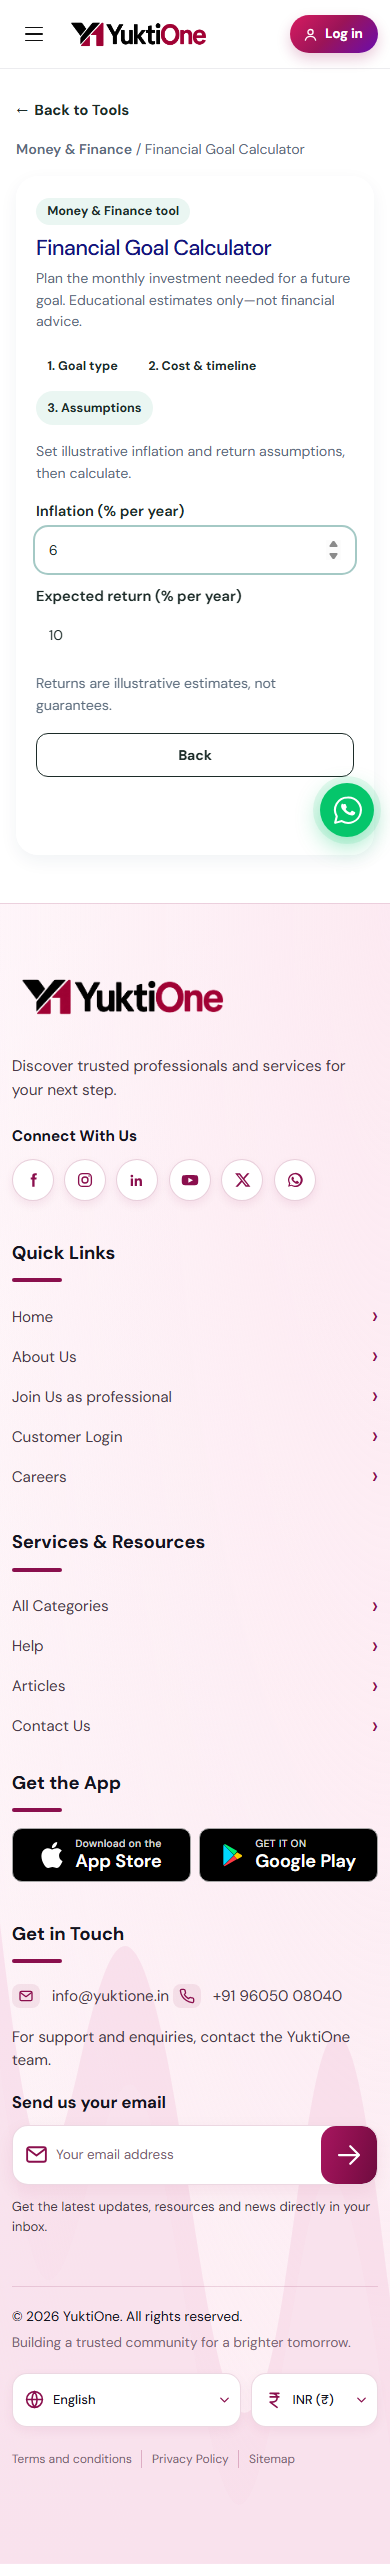 YuktiOne
Log in
← Back to Tools
Money & Finance / Financial Goal Calculator
Money & Finance tool
Financial Goal Calculator
Plan the monthly investment needed for a future
goal. Educational estimates only—not financial
advice.
1. Goal type
2. Cost & timeline
3. Assumptions
Set illustrative inflation and return assumptions,
then calculate.
Inflation (% per year)
6
Expected return (% per year)
10
Returns are illustrative estimates, not
guarantees.
Back
YuktiOne
Discover trusted professionals and services for
your next step.
Connect With Us
Quick Links
Home
About Us
Join Us as professional
Customer Login
Careers
Services & Resources
All Categories
Help
Articles
Contact Us
Get the App
Download on the
App Store
GET IT ON
Google Play
Get in Touch
info@yuktione.in
+91 96050 08040
For support and enquiries, contact the YuktiOne
team.
Send us your email
Your email address
Get the latest updates, resources and news directly in your
inbox.
© 2026 YuktiOne. All rights reserved.
Building a trusted community for a brighter tomorrow.
English
₹ INR (₹)
Terms and conditions
Privacy Policy
Sitemap